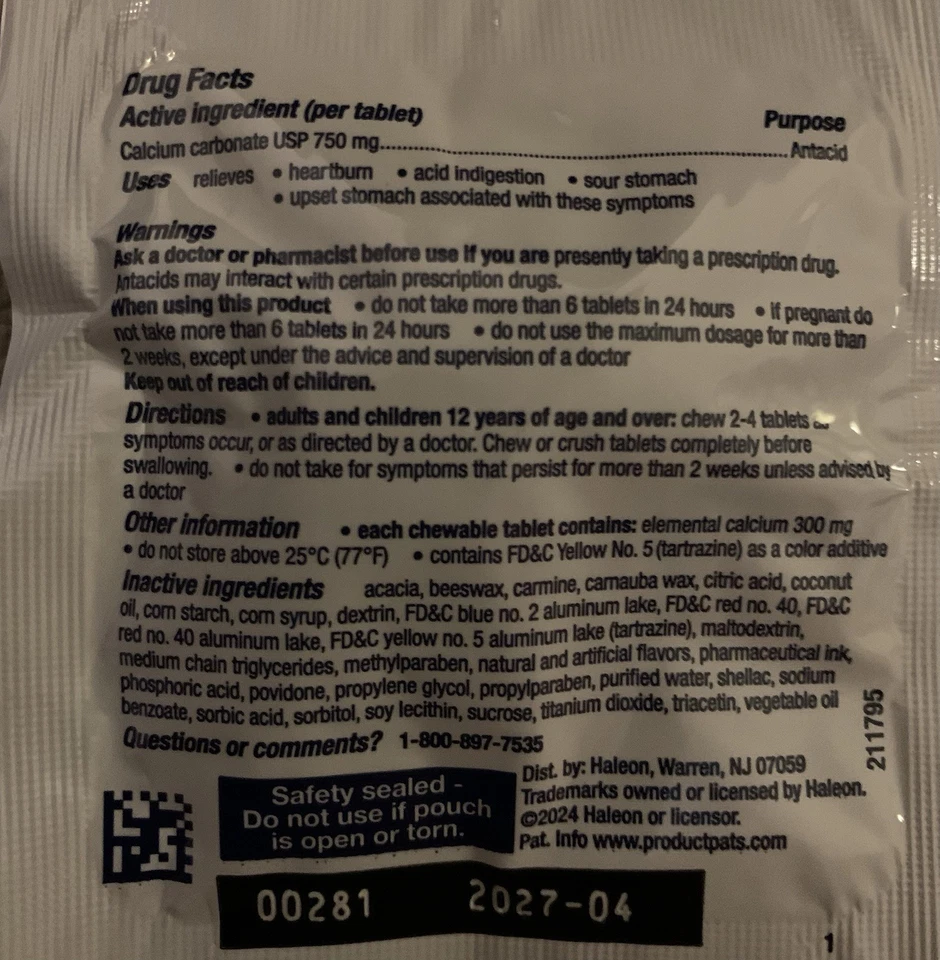 Drug Facts
Active ingredient (per tablet) Purpose
Calcium carbonate USP 750 mg..........Antacid
Uses relieves • heartburn • acid indigestion • sour stomach
• upset stomach associated with these symptoms
Warnings
Ask a doctor or pharmacist before use if you are presently taking a prescription drug.
Antacids may interact with certain prescription drugs.
When using this product • do not take more than 6 tablets in 24 hours • if pregnant do
not take more than 6 tablets in 24 hours • do not use the maximum dosage for more than
2 weeks, except under the advice and supervision of a doctor
Keep out of reach of children.
Directions • adults and children 12 years of age and over: chew 2-4 tablets as
symptoms occur, or as directed by a doctor. Chew or crush tablets completely before
swallowing. • do not take for symptoms that persist for more than 2 weeks unless advised by
a doctor
Other information • each chewable tablet contains: elemental calcium 300 mg
• do not store above 25°C (77°F) • contains FD&C Yellow No. 5 (tartrazine) as a color additive
Inactive ingredients acacia, beeswax, carmine, carnauba wax, citric acid, coconut
oil, corn starch, corn syrup, dextrin, FD&C blue no. 2 aluminum lake, FD&C red no. 40, FD&C
red no. 40 aluminum lake, FD&C yellow no. 5 aluminum lake (tartrazine), maltodextrin,
medium chain triglycerides, methylparaben, natural and artificial flavors, pharmaceutical ink,
phosphoric acid, povidone, propylene glycol, propylparaben, purified water, shellac, sodium
benzoate, sorbic acid, sorbitol, soy lecithin, sucrose, titanium dioxide, triacetin, vegetable oil
211795
Questions or comments? 1-800-897-7535
Safety sealed -
Do not use if pouch
is open or torn.
Dist. by: Haleon, Warren, NJ 07059
Trademarks owned or licensed by Haleon.
©2024 Haleon or licensor.
Pat. Info www.productpats.com
00281 2027-04
1